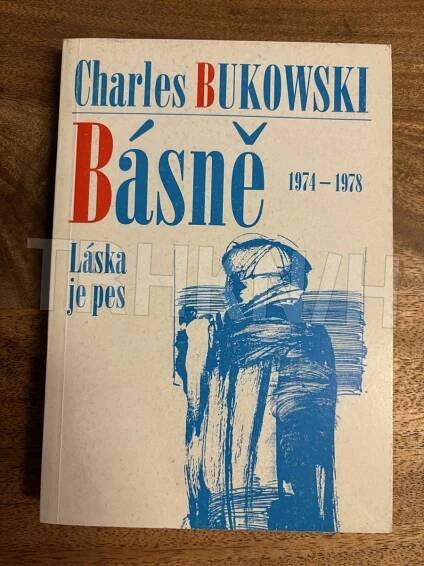 Charles BUKOWSKI
Básně 1974 – 1978
Láska
je pes